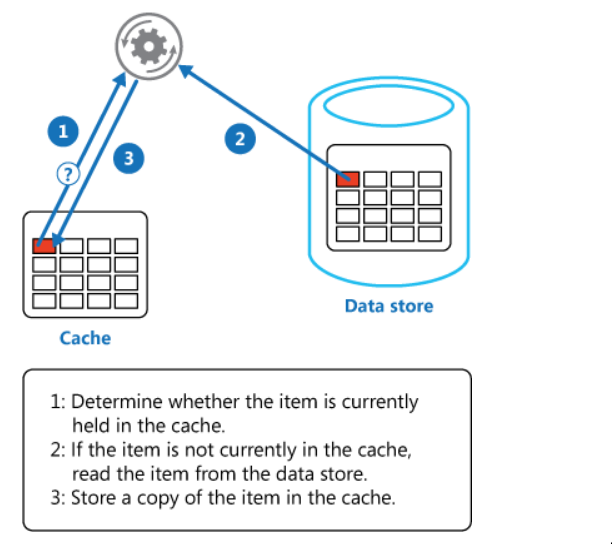 1
2
3
?
Data store
Cache
1: Determine whether the item is currently
held in the cache.
2: If the item is not currently in the cache,
read the item from the data store.
3: Store a copy of the item in the cache.